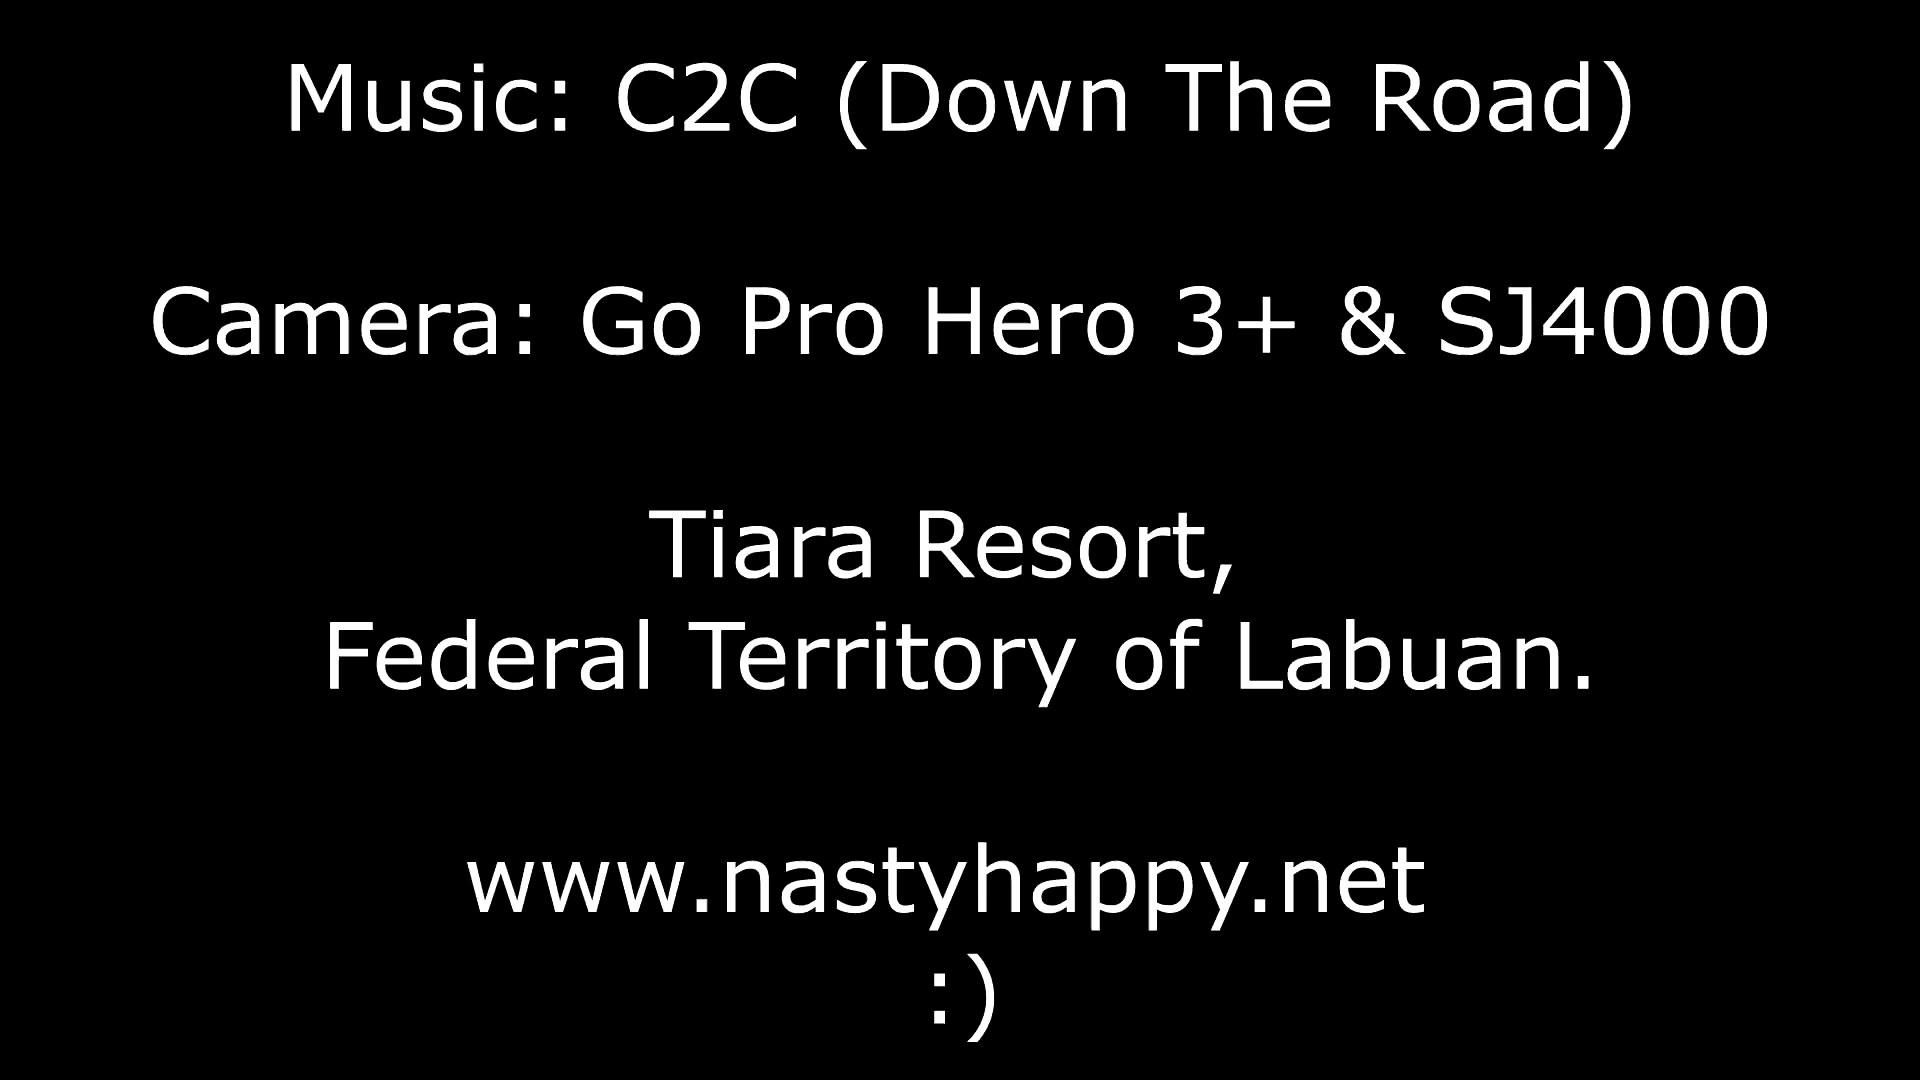 Music: C2C (Down The Road)
Camera: Go Pro Hero 3+ & SJ4000
Tiara Resort,
Federal Territory of Labuan.
www.nastyhappy.net
:)